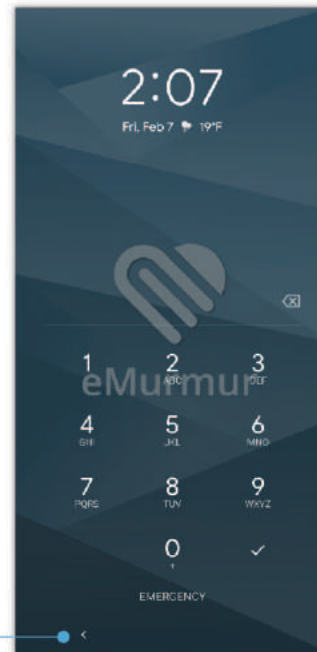 2:07
Fri, Feb 7 19°F
1 2 3
ABC DEF
eMurmur
4 5 6
GHI JKL MNO
7 8 9
PQRS TUV WXYZ
0
+
EMERGENCY